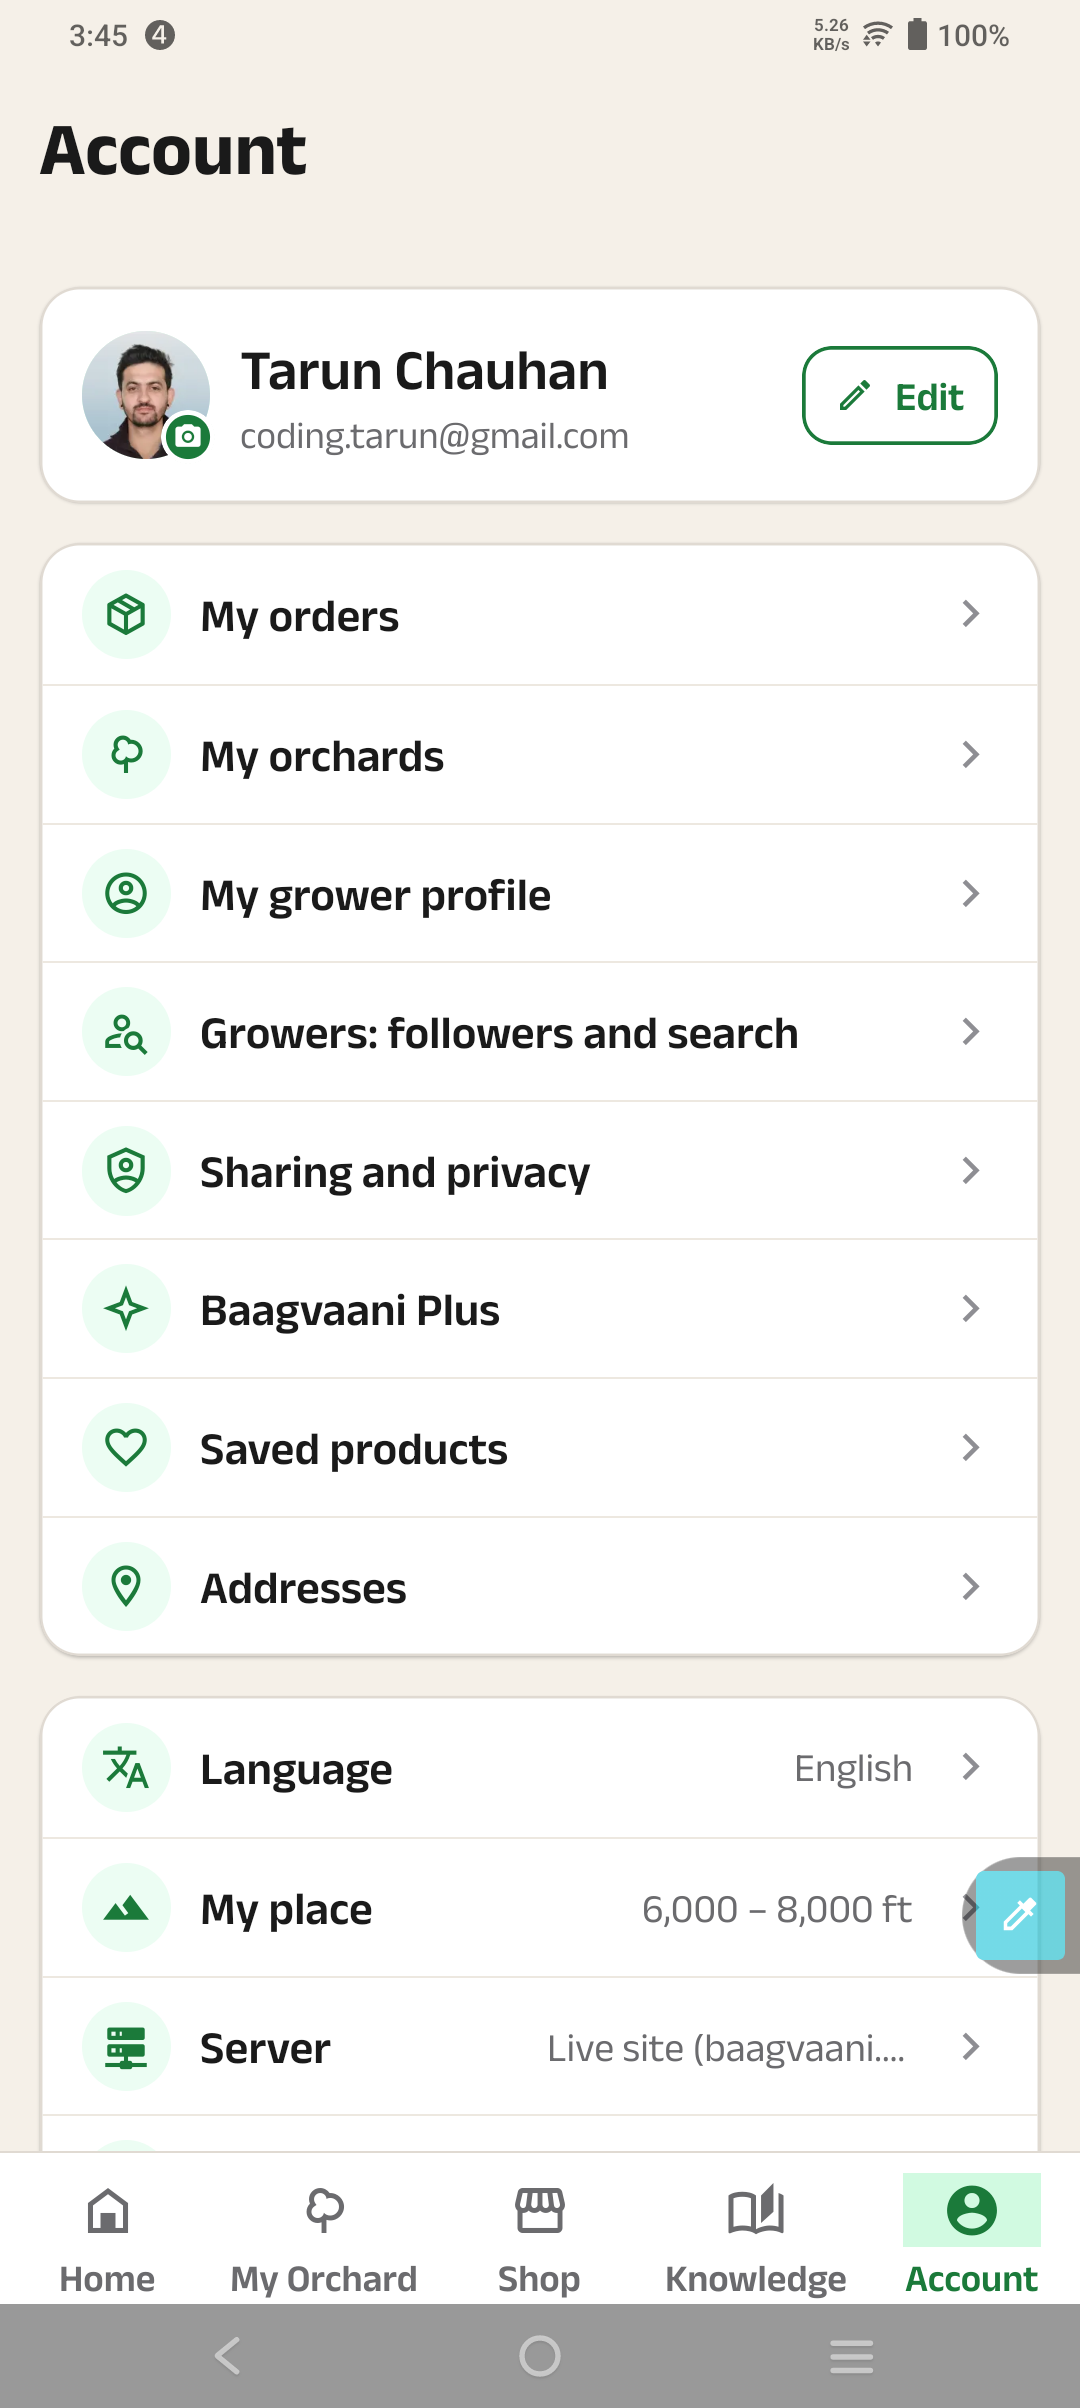 3:45 4 5.26 KB/s 100%
Account
Tarun Chauhan
coding.tarun@gmail.com
Edit
My orders
My orchards
My grower profile
Growers: followers and search
Sharing and privacy
Baagvaani Plus
Saved products
Addresses
Language English
My place 6,000 – 8,000 ft
Server Live site (baagvaani....
Home My Orchard Shop Knowledge Account